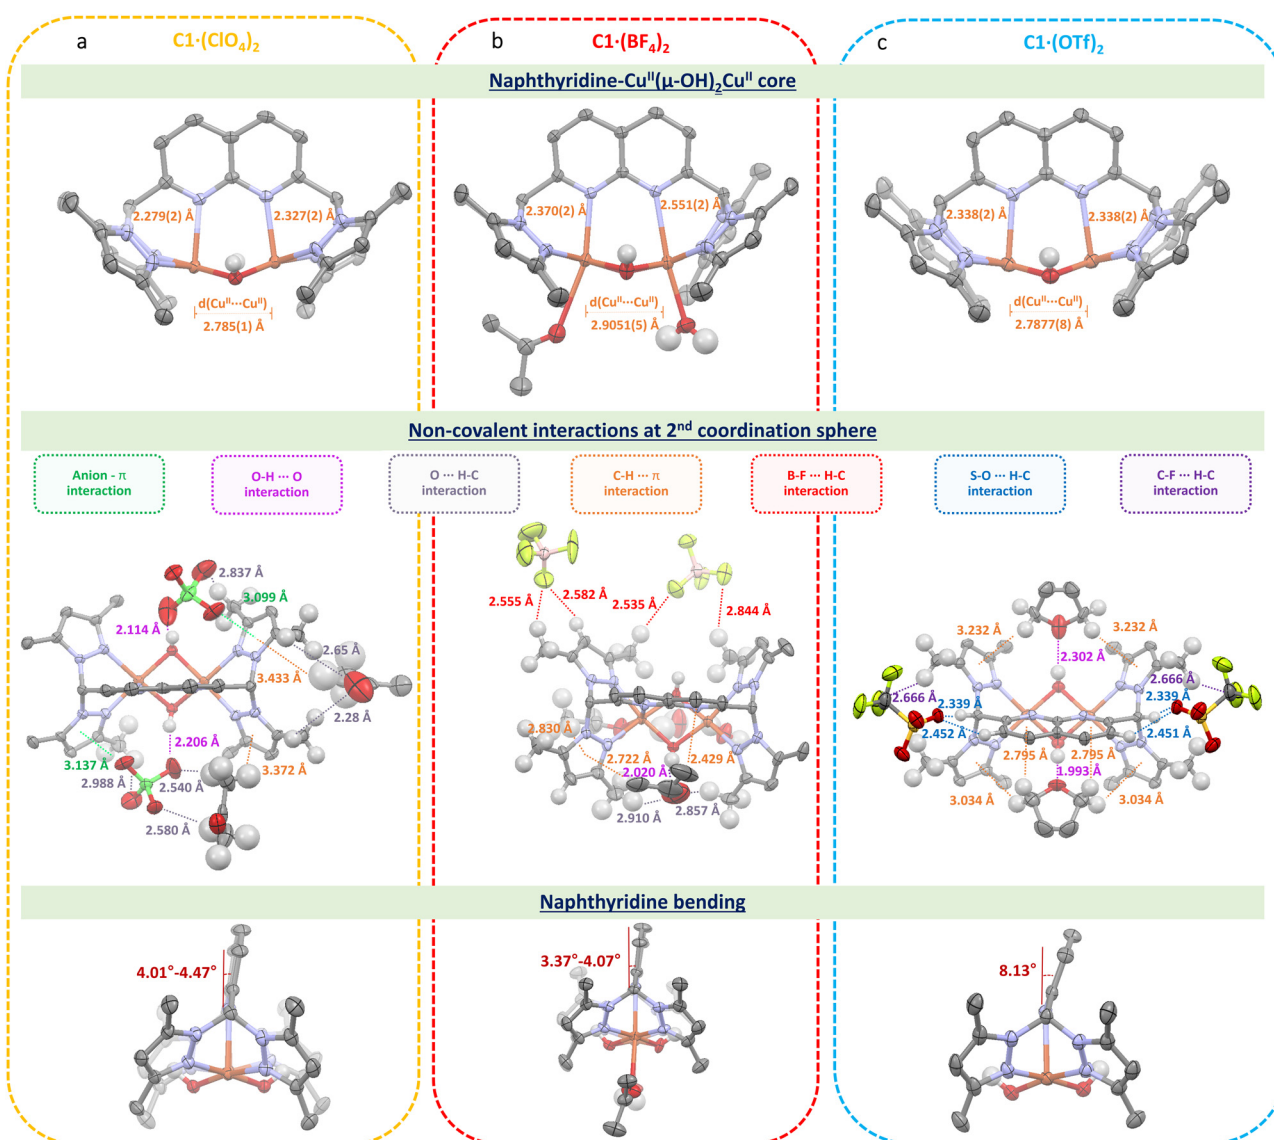 a
C1·(ClO₄)₂
b
C1·(BF₄)₂
c
C1·(OTf)₂
Naphthyridine-Cuᴵᴵ(μ-OH)₂Cuᴵᴵ core
2.279(2) Å
2.327(2) Å
d(Cuᴵᴵ···Cuᴵᴵ)
2.785(1) Å
2.370(2) Å
2.551(2) Å
d(Cuᴵᴵ···Cuᴵᴵ)
2.9051(5) Å
2.338(2) Å
2.338(2) Å
d(Cuᴵᴵ···Cuᴵᴵ)
2.7877(8) Å
Non-covalent interactions at 2ⁿᵈ coordination sphere
Anion - π
interaction
O-H ··· O
interaction
O ··· H-C
interaction
C-H ··· π
interaction
B-F ··· H-C
interaction
S-O ··· H-C
interaction
C-F ··· H-C
interaction
2.837 Å
3.099 Å
2.114 Å
2.65 Å
3.433 Å
2.28 Å
2.206 Å
3.137 Å
2.988 Å
2.540 Å
3.372 Å
2.580 Å
2.555 Å
2.582 Å
2.535 Å
2.844 Å
2.830 Å
2.722 Å
2.429 Å
2.020 Å
2.910 Å
2.857 Å
3.232 Å
3.232 Å
2.302 Å
2.666 Å
2.666 Å
2.339 Å
2.339 Å
2.452 Å
2.451 Å
2.795 Å
2.795 Å
1.993Å
3.034 Å
3.034 Å
Naphthyridine bending
4.01°-4.47°
3.37°-4.07°
8.13°